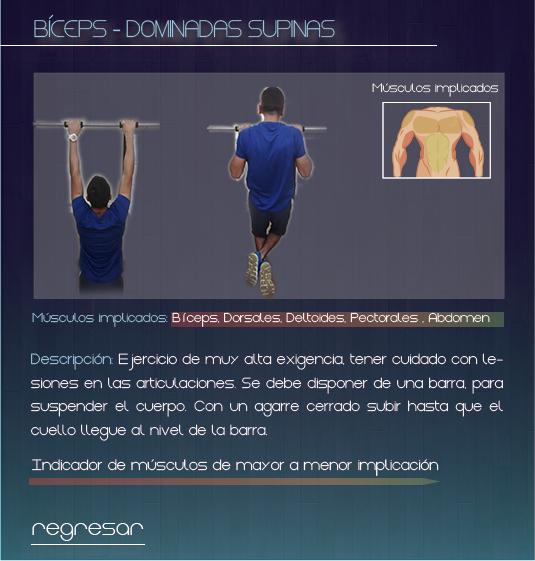 BÍCEPS - DOMINADAS SUPINAS
Músculos implicados
Músculos implicados: Bíceps, Dorsales, Deltoides, Pectorales , Abdomen
Descripción: Ejercicio de muy alta exigencia, tener cuidado con le-
siones en las articulaciones. Se debe disponer de una barra, para
suspender el cuerpo. Con un agarre cerrado subir hasta que el
cuello llegue al nivel de la barra.
Indicador de músculos de mayor a menor implicación
regresar